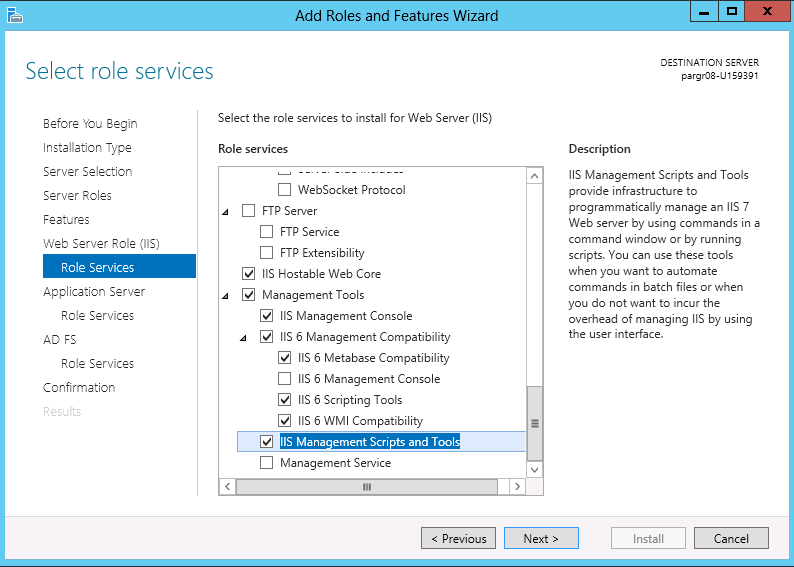 Add Roles and Features Wizard
Select role services
DESTINATION SERVER
pargr08-U159391
Before You Begin
Installation Type
Server Selection
Server Roles
Features
Web Server Role (IIS)
Role Services
Application Server
Role Services
AD FS
Role Services
Confirmation
Results
Select the role services to install for Web Server (IIS)
Role services
WebSocket Protocol
FTP Server
FTP Service
FTP Extensibility
IIS Hostable Web Core
Management Tools
IIS Management Console
IIS 6 Management Compatibility
IIS 6 Metabase Compatibility
IIS 6 Management Console
IIS 6 Scripting Tools
IIS 6 WMI Compatibility
IIS Management Scripts and Tools
Management Service
Description
IIS Management Scripts and Tools
provide infrastructure to
programmatically manage an IIS 7
Web server by using commands in a
command window or by running
scripts. You can use these tools
when you want to automate
commands in batch files or when
you do not want to incur the
overhead of managing IIS by using
the user interface.
< Previous
Next >
Install
Cancel